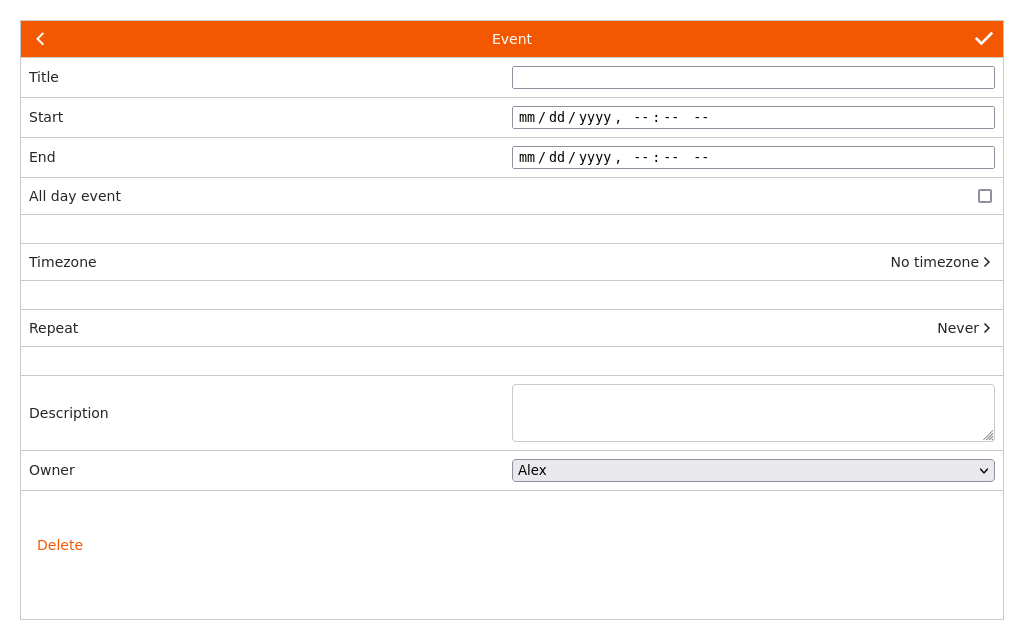 Event
Title
Start mm/dd/yyyy, --:-- --
End mm/dd/yyyy, --:-- --
All day event
Timezone No timezone
Repeat Never
Description
Owner Alex
Delete